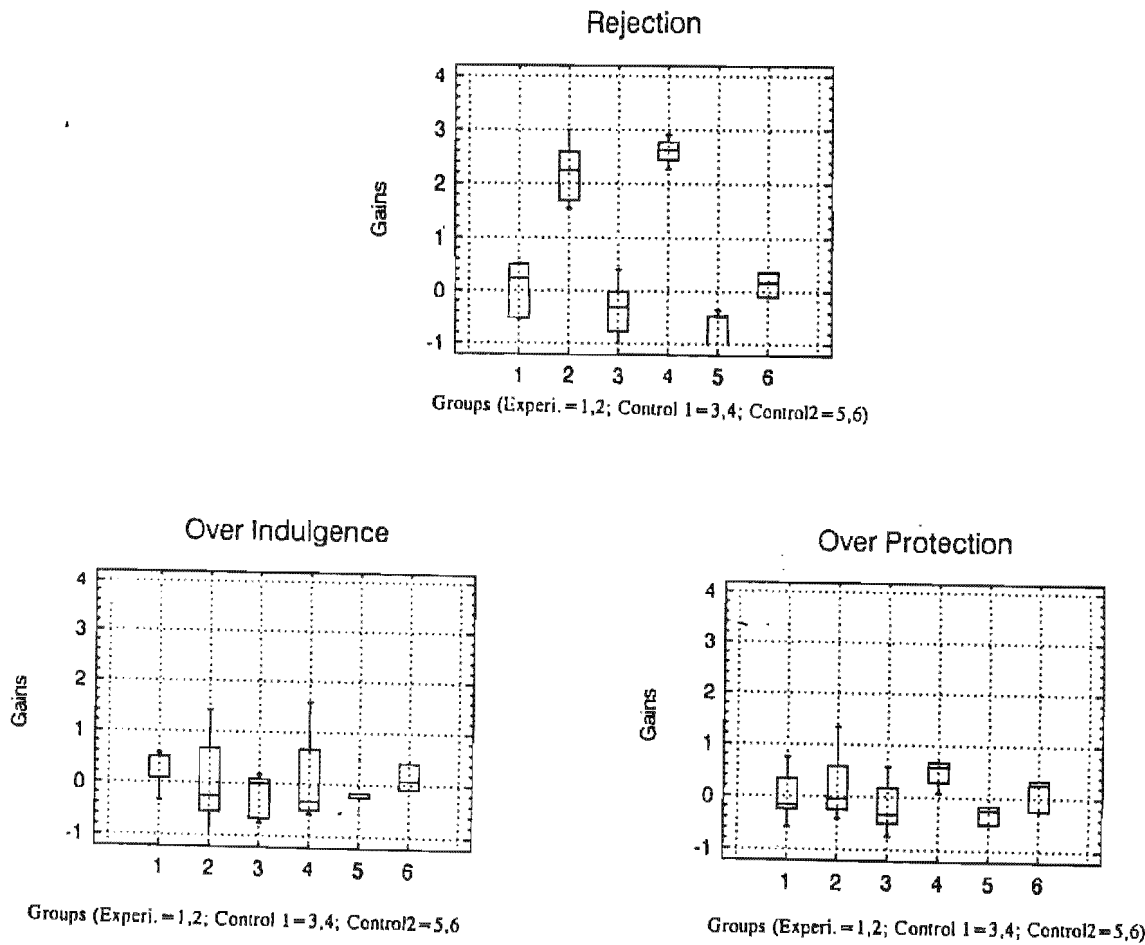 Rejection
4
3
2
1
0
-1
Gains
1 2 3 4 5 6
Groups (Experi.=1,2; Control 1=3,4; Control2=5,6)
Over Indulgence
4
3
2
1
0
-1
Gains
1 2 3 4 5 6
Groups (Experi.=1,2; Control 1=3,4; Control2=5,6
Over Protection
4
3
2
1
0
-1
Gains
1 2 3 4 5 6
Groups (Experi.=1,2; Control 1=3,4; Control2=5,6)